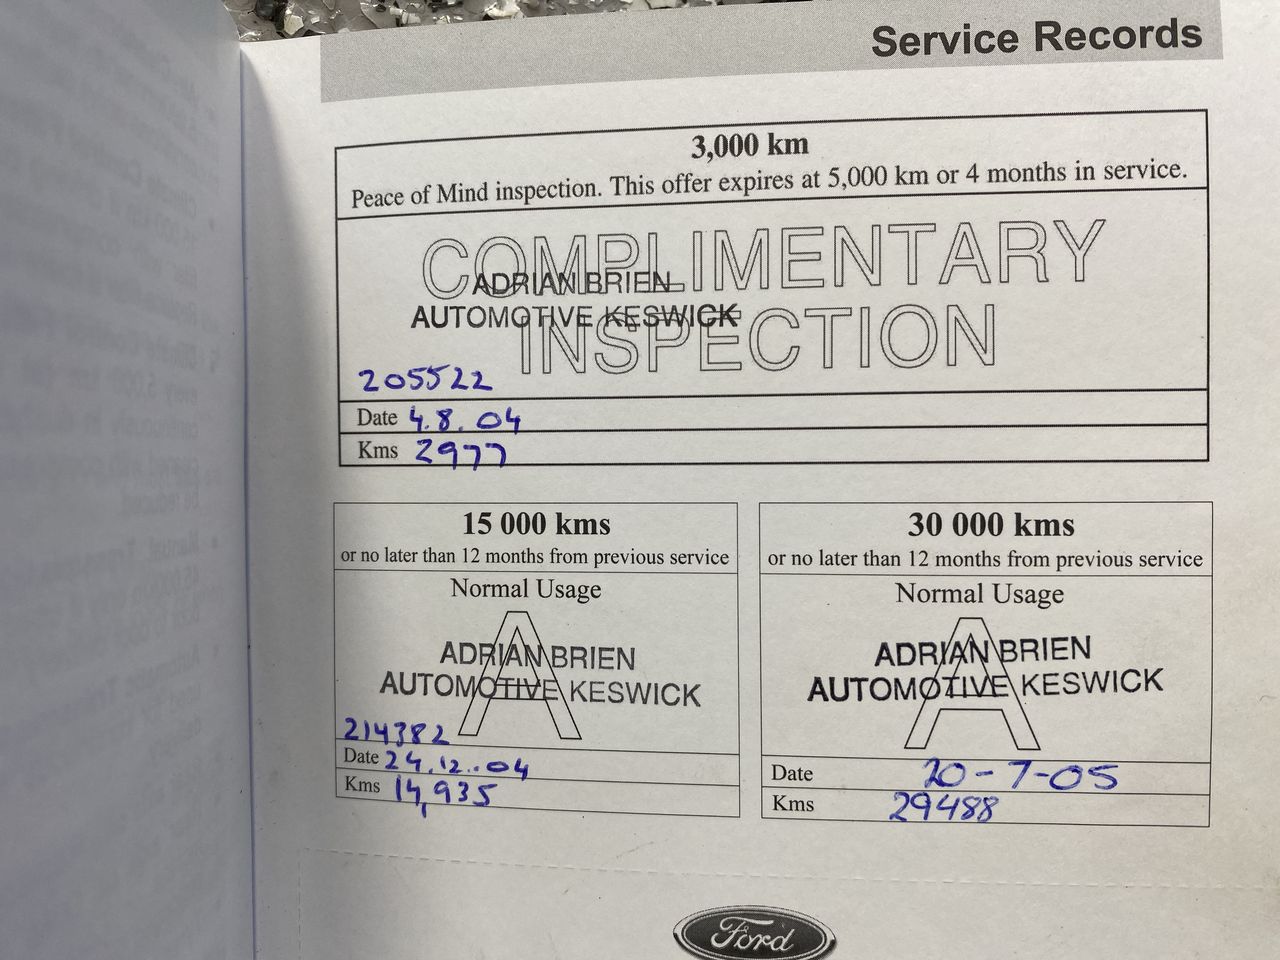 Service Records
3,000 km
Peace of Mind inspection. This offer expires at 5,000 km or 4 months in service.
COMPLIMENTARY
INSPECTION
ADRIAN BRIEN
AUTOMOTIVE KESWICK
205522
Date 4.8.04
Kms 2977
15 000 kms
or no later than 12 months from previous service
Normal Usage
A
ADRIAN BRIEN
AUTOMOTIVE KESWICK
214382
Date 24.12.04
Kms 14,935
30 000 kms
or no later than 12 months from previous service
Normal Usage
A
ADRIAN BRIEN
AUTOMOTIVE KESWICK
Date 20-7-05
Kms 29488
Ford